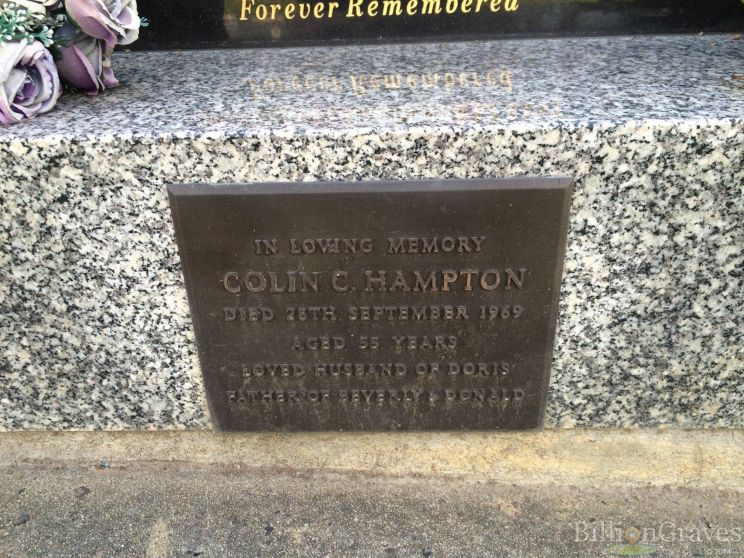 Forever Remembered
IN LOVING MEMORY
COLIN C. HAMPTON
DIED 28TH. SEPTEMBER 1969
AGED 55 YEARS
LOVED HUSBAND OF DORIS
FATHER OF BEVERLY & DONALD
BillionGraves